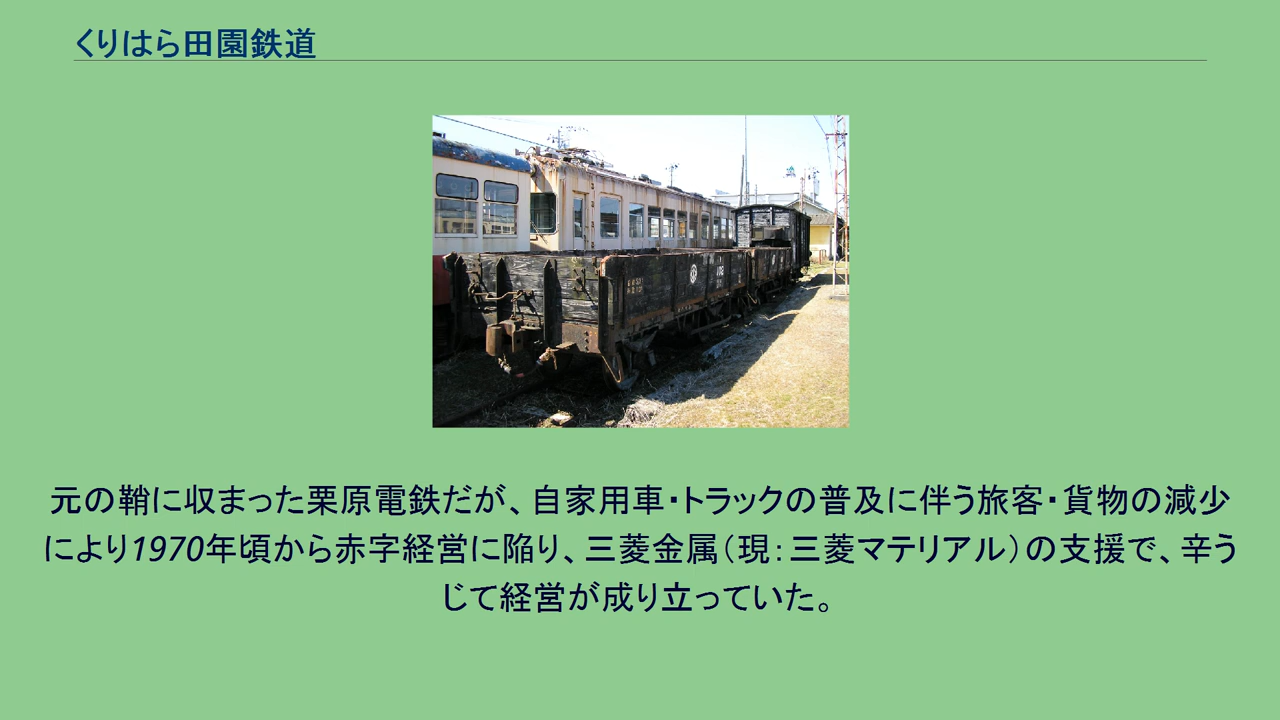 くりはら田園鉄道
元の鞘に収まった栗原電鉄だが、自家用車・トラックの普及に伴う旅客・貨物の減少
により1970年頃から赤字経営に陥り、三菱金属（現：三菱マテリアル）の支援で、辛う
じて経営が成り立っていた。